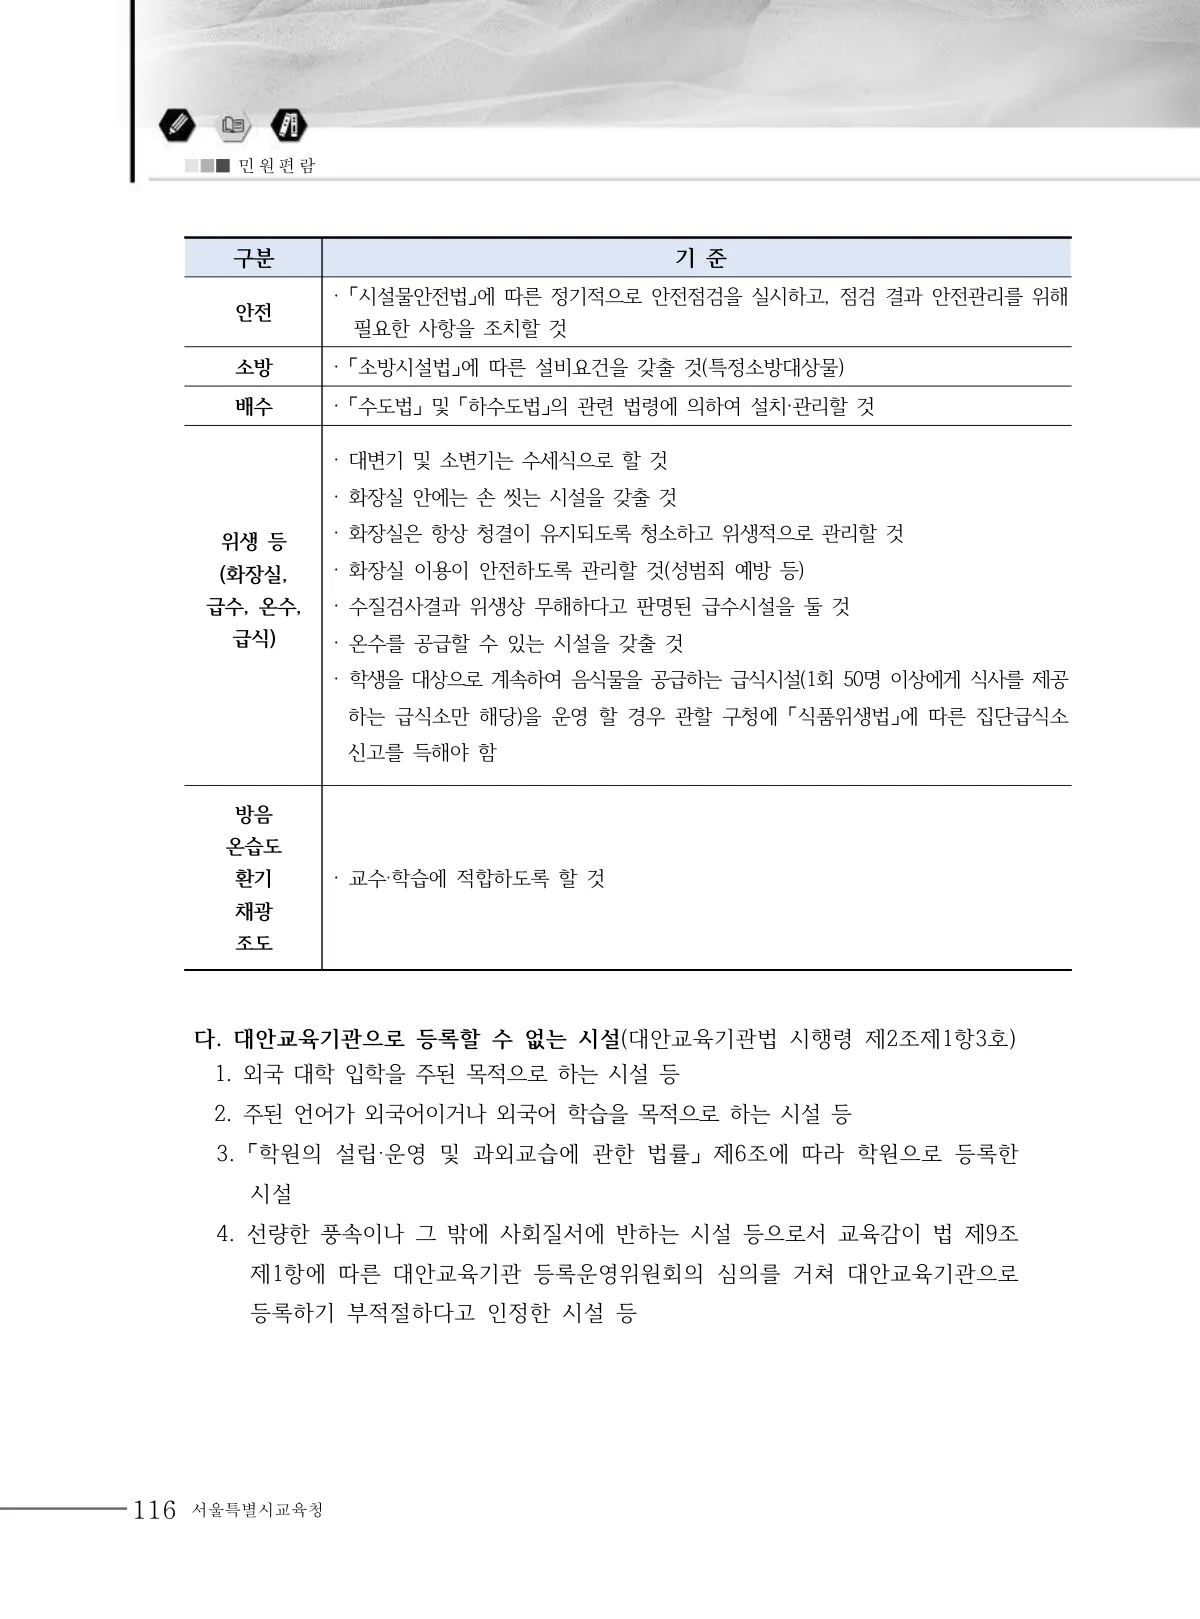 민원편람
구분 기 준
안전
· 「시설물안전법」에 따른 정기적으로 안전점검을 실시하고, 점검 결과 안전관리를 위해
필요한 사항을 조치할 것
소방 · 「소방시설법」에 따른 설비요건을 갖출 것(특정소방대상물)
배수 · 「수도법」 및 「하수도법」의 관련 법령에 의하여 설치·관리할 것
위생 등
(화장실,
급수, 온수,
급식)
· 대변기 및 소변기는 수세식으로 할 것
· 화장실 안에는 손 씻는 시설을 갖출 것
· 화장실은 항상 청결이 유지되도록 청소하고 위생적으로 관리할 것
· 화장실 이용이 안전하도록 관리할 것(성범죄 예방 등)
· 수질검사결과 위생상 무해하다고 판명된 급수시설을 둘 것
· 온수를 공급할 수 있는 시설을 갖출 것
· 학생을 대상으로 계속하여 음식물을 공급하는 급식시설(1회 50명 이상에게 식사를 제공
하는 급식소만 해당)을 운영 할 경우 관할 구청에 「식품위생법」에 따른 집단급식소
신고를 득해야 함
방음
온습도
환기
채광
조도
· 교수·학습에 적합하도록 할 것
다. 대안교육기관으로 등록할 수 없는 시설(대안교육기관법 시행령 제2조제1항3호)
1. 외국 대학 입학을 주된 목적으로 하는 시설 등
2. 주된 언어가 외국어이거나 외국어 학습을 목적으로 하는 시설 등
3. 「학원의 설립·운영 및 과외교습에 관한 법률」 제6조에 따라 학원으로 등록한
시설
4. 선량한 풍속이나 그 밖에 사회질서에 반하는 시설 등으로서 교육감이 법 제9조
제1항에 따른 대안교육기관 등록운영위원회의 심의를 거쳐 대안교육기관으로
등록하기 부적절하다고 인정한 시설 등
116 서울특별시교육청